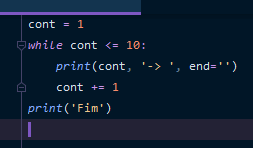 cont = 1
while cont <= 10:
    print(cont, '-> ', end='')
    cont += 1
print('Fim')